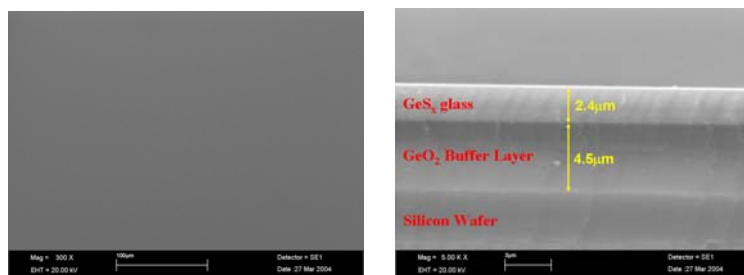 Mag = 300 X
100µm
Detector = SE1
EHT = 20.00 kV
Date :27 Mar 2004
GeSx glass
2.4µm
GeO2 Buffer Layer
4.5µm
Silicon Wafer
Mag = 5.00 K X
3µm
Detector = SE1
EHT = 20.00 kV
Date :27 Mar 2004